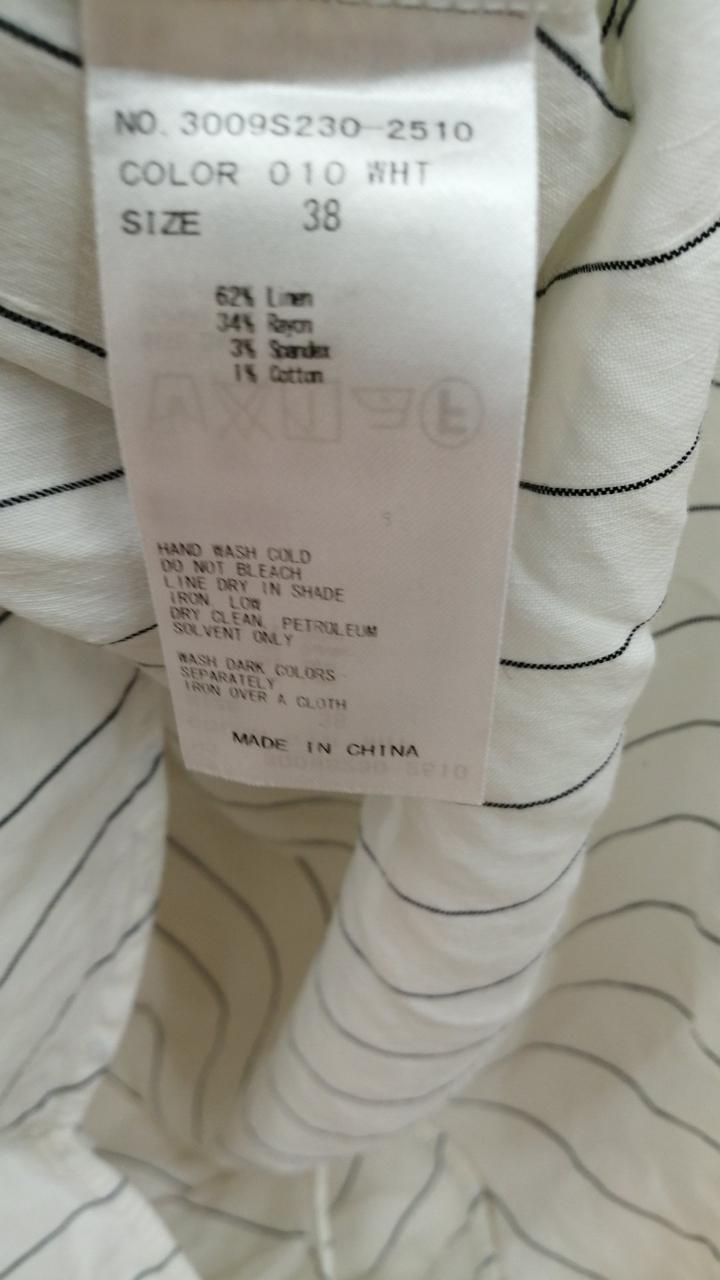 NO. 3009S230-2510
COLOR 010 WHT
SIZE 38
62% Linen
34% Rayon
3% Spandex
1% Cotton
HAND WASH COLD
DO NOT BLEACH
LINE DRY IN SHADE
IRON LOW
DRY CLEAN, PETROLEUM
SOLVENT ONLY
WASH DARK COLORS
SEPARATELY
IRON OVER A CLOTH
MADE IN CHINA